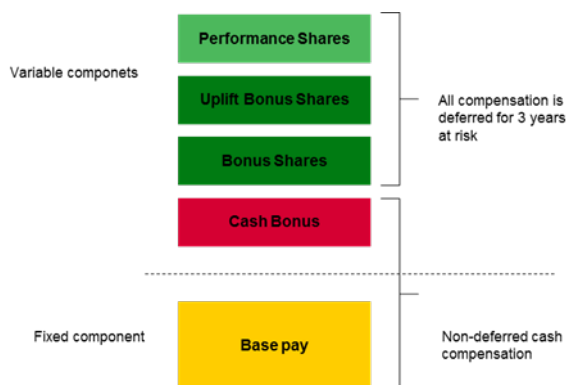 Performance Shares
Variable componets
Uplift Bonus Shares
All compensation is
deferred for 3 years
at risk
Bonus Shares
Cash Bonus
Fixed component
Base pay
Non-deferred cash
compensation